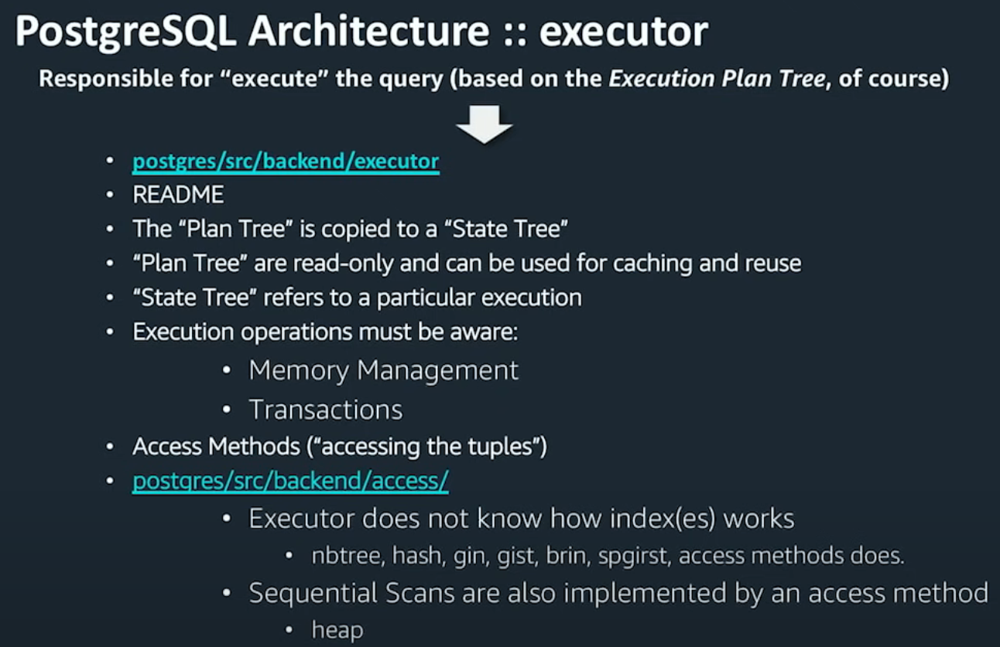 PostgreSQL Architecture :: executor
Responsible for “execute” the query (based on the Execution Plan Tree, of course)
• postgres/src/backend/executor
• README
• The “Plan Tree” is copied to a “State Tree”
• “Plan Tree” are read-only and can be used for caching and reuse
• “State Tree” refers to a particular execution
• Execution operations must be aware:
• Memory Management
• Transactions
• Access Methods (“accessing the tuples”)
• postgres/src/backend/access/
• Executor does not know how index(es) works
• nbtree, hash, gin, gist, brin, spgirst, access methods does.
• Sequential Scans are also implemented by an access method
• heap